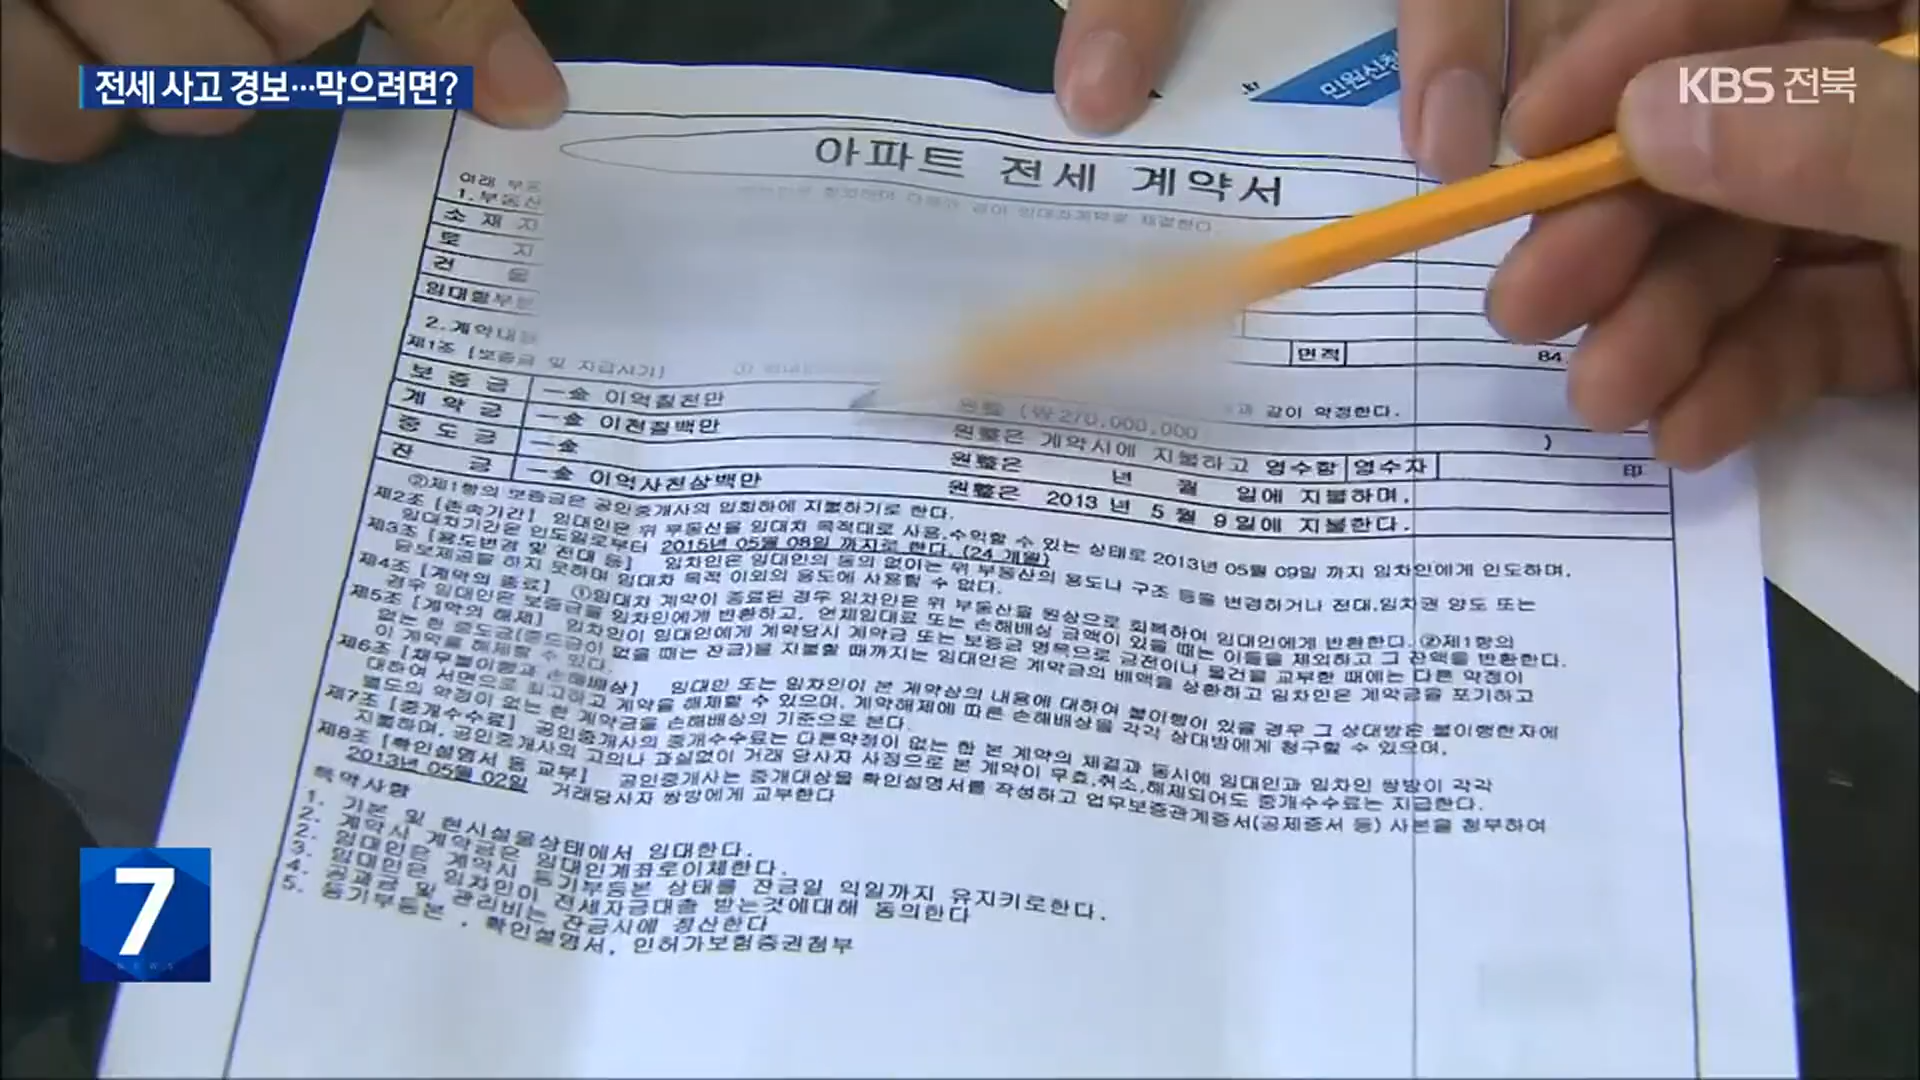 전세 사고 경보…막으려면?
KBS 전북
민원신청
아파트 전세 계약서
아래 부동
1.부동산
소 재 지
토 지
건 물
임대할부분
면적 84.
2.계약내용
제1조 [보증금 및 지급시기]
과 같이 약정한다.
보 증 금 一金 이억칠천만 원整 (₩270,000,000 )
계 약 금 一金 이천칠백만 원整은 계약시에 지불하고 영수함 영수자 印
중 도 금 一金 원整은 년 월 일에 지불하며,
잔 금 一金 이억사천삼백만 원整은 2013 년 5 월 9 일에 지불한다.
②제1항의 보증금은 공인중개사의 입회하에 지불하기로 한다.
제2조 [존속기간] 임대인은 위 부동산을 임대차 목적대로 사용,수익할 수 있는 상태로 2013년 05월 09일 까지 임차인에게 인도하며,
임대차기간은 인도일로부터 2015년 05월 08일 까지로 한다. (24 개월)
제3조 [용도변경 및 전대 등] 임차인은 임대인의 동의 없이는 위 부동산의 용도나 구조 등을 변경하거나 전대,임차권 양도 또는
담보제공을 하지 못하며 임대차 목적 이외의 용도에 사용할 수 없다.
제4조 [계약의 종료] ①임대차 계약이 종료된 경우 임차인은 위 부동산을 원상으로 회복하여 임대인에게 반환한다. ②제1항의
경우 임대인은 보증금을 임차인에게 반환하고, 연체임대료 또는 손해배상 금액이 있을 때는 이들을 제외하고 그 잔액을 반환한다.
제5조 [계약의 해제] 임차인이 임대인에게 계약당시 계약금 또는 보증금 명목으로 금전이나 물건을 교부한 때에는 다른 약정이
없는 한 중도금(중도금이 없을 때는 잔금)을 지불할 때까지는 임대인은 계약금의 배액을 상환하고 임차인은 계약금을 포기하고
이 계약을 해제할 수 있다.
제6조 [채무불이행과 손해배상] 임대인 또는 임차인이 본 계약상의 내용에 대하여 불이행이 있을 경우 그 상대방은 불이행한자에
대하여 서면으로 최고하고 계약을 해제할 수 있으며, 계약해제에 따른 손해배상을 각각 상대방에게 청구할 수 있으며,
별도의 약정이 없는 한 계약금을 손해배상의 기준으로 본다.
제7조 [중개수수료] 공인중개사의 중개수수료는 다른약정이 없는 한 본 계약의 체결과 동시에 임대인과 임차인 쌍방이 각각
지불하며, 공인중개사의 고의나 과실없이 거래 당사자 사정으로 본 계약이 무효,취소,해제되어도 중개수수료는 지급한다.
제8조 [확인설명서 등 교부] 공인중개사는 중개대상물 확인설명서를 작성하고 업무보증관계증서(공제증서 등) 사본을 첨부하여
2013년 05월 02일 거래당사자 쌍방에게 교부한다
특약사항
1. 기본 및 현시설물상태에서 임대한다.
2. 계약시 계약금은 임대인계좌로이체한다.
2. 임대인은 계약시 등기부등본 상태를 잔금일 익일까지 유지키로한다.
3. 임대인은 임차인이 전세자금대출 받는것에대해 동의한다
4. 공과금 및 관리비는 잔금시에 정산한다
5. 등기부등본 , 확인설명서, 인허가보험증권첨부
7
NEWS